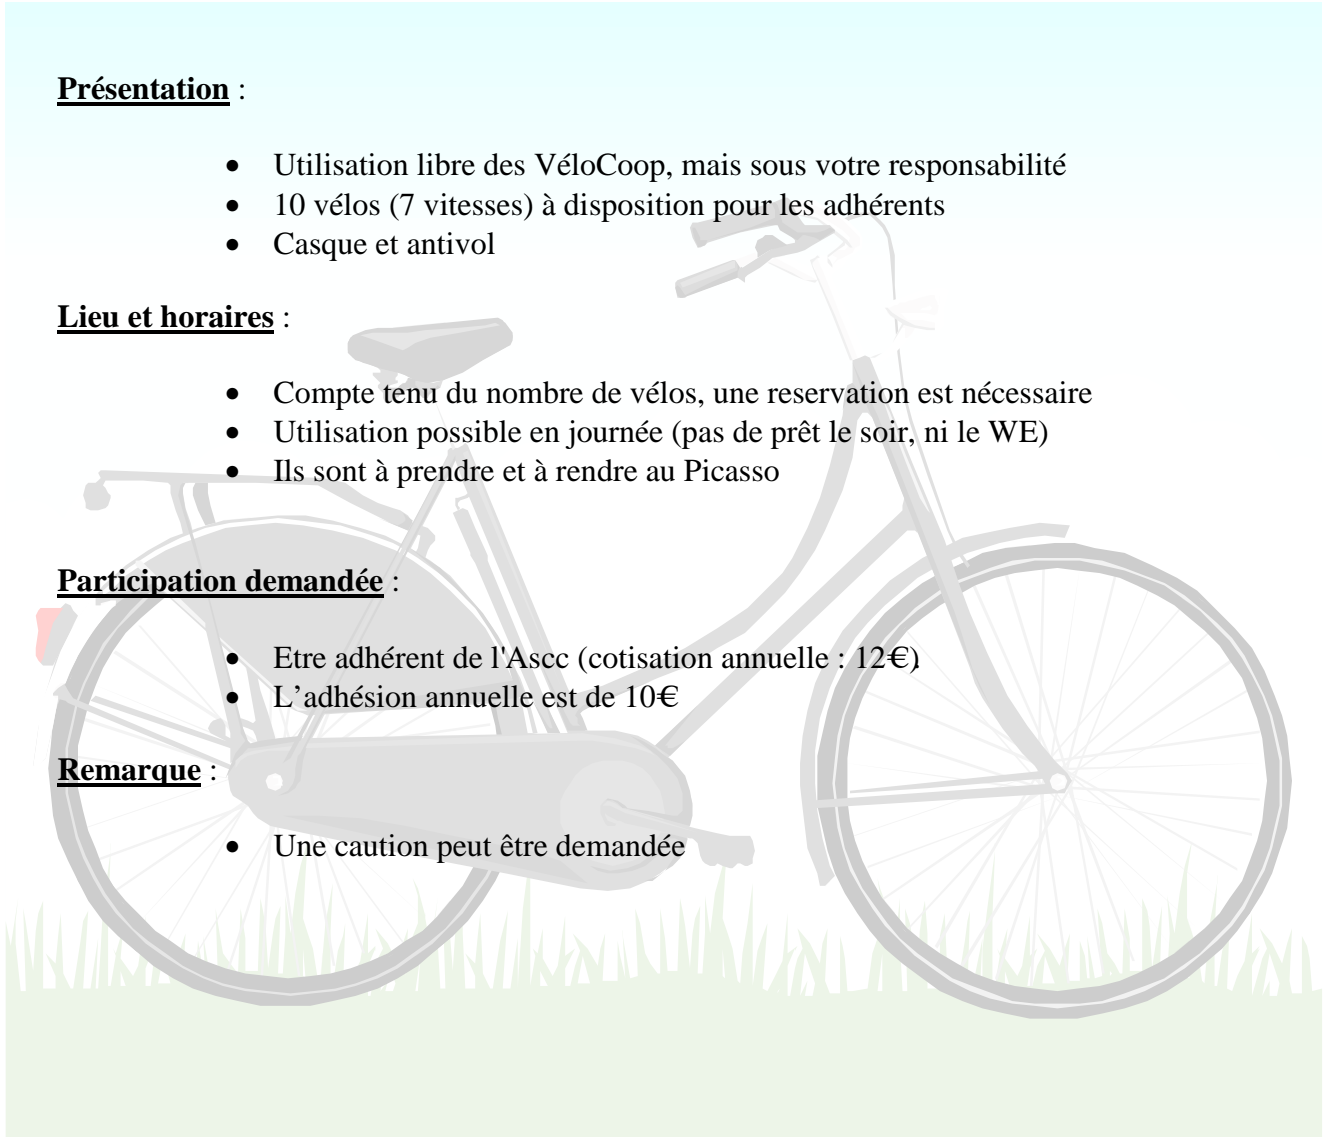 Présentation :
• Utilisation libre des VéloCoop, mais sous votre responsabilité
• 10 vélos (7 vitesses) à disposition pour les adhérents
• Casque et antivol
Lieu et horaires :
• Compte tenu du nombre de vélos, une reservation est nécessaire
• Utilisation possible en journée (pas de prêt le soir, ni le WE)
• Ils sont à prendre et à rendre au Picasso
Participation demandée :
• Etre adhérent de l'Ascc (cotisation annuelle : 12€)
• L’adhésion annuelle est de 10€
Remarque :
• Une caution peut être demandée